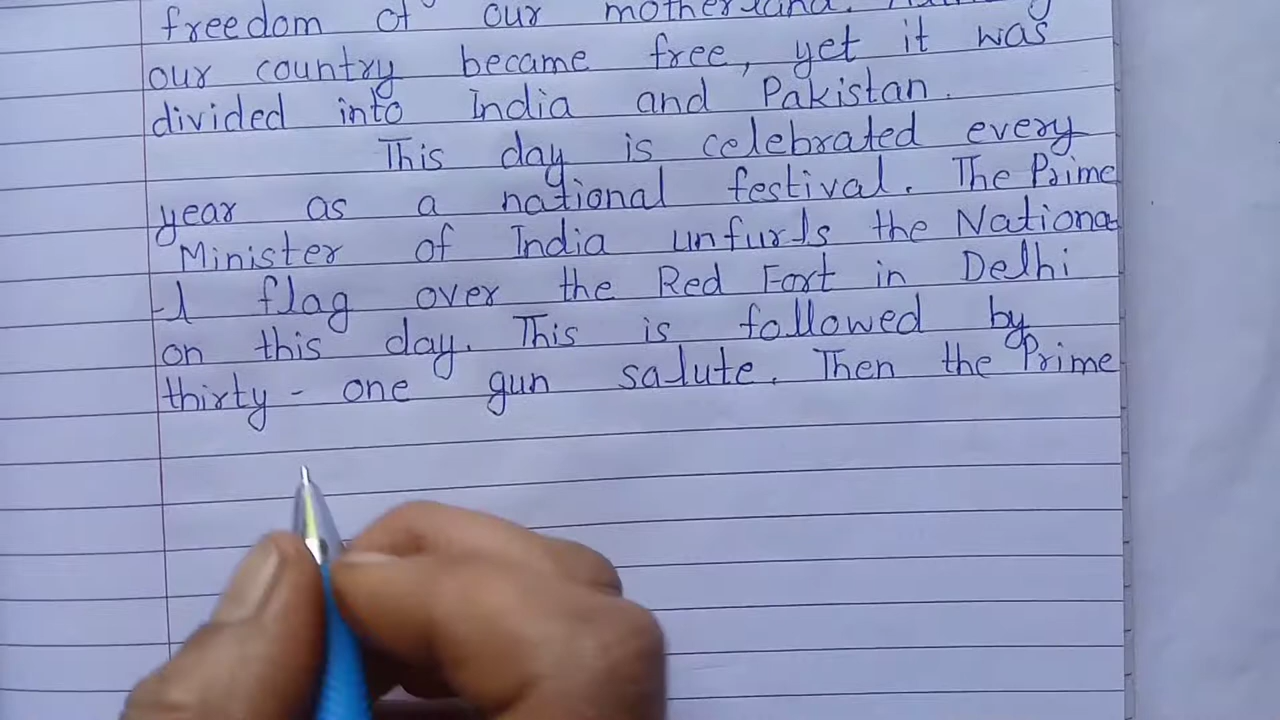 freedom of our motherland.
our country became free, yet it was
divided into India and Pakistan.
This day is celebrated every
year as a national festival. The Prime
Minister of India unfurls the Nationa
-l flag over the Red Fort in Delhi
on this day. This is followed by
thirty-one gun salute. Then the Prime